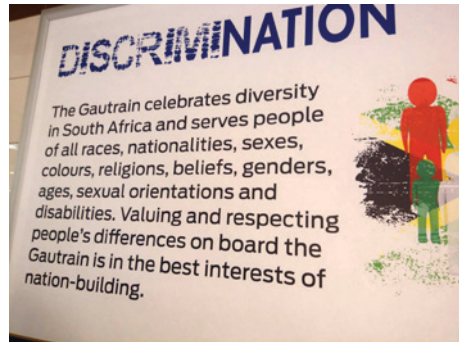 DISCRIMINATION
The Gautrain celebrates diversity
in South Africa and serves people
of all races, nationalities, sexes,
colours, religions, beliefs, genders,
ages, sexual orientations and
disabilities. Valuing and respecting
people's differences on board the
Gautrain is in the best interests of
nation-building.